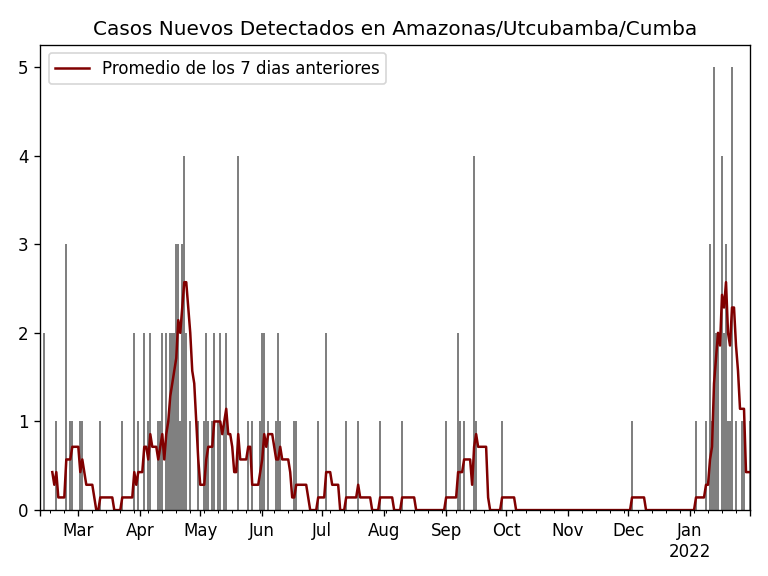 Casos Nuevos Detectados en Amazonas/Utcubamba/Cumba
Promedio de los 7 dias anteriores
5
4
3
2
1
0
Mar Apr May Jun Jul Aug Sep Oct Nov Dec Jan
2022